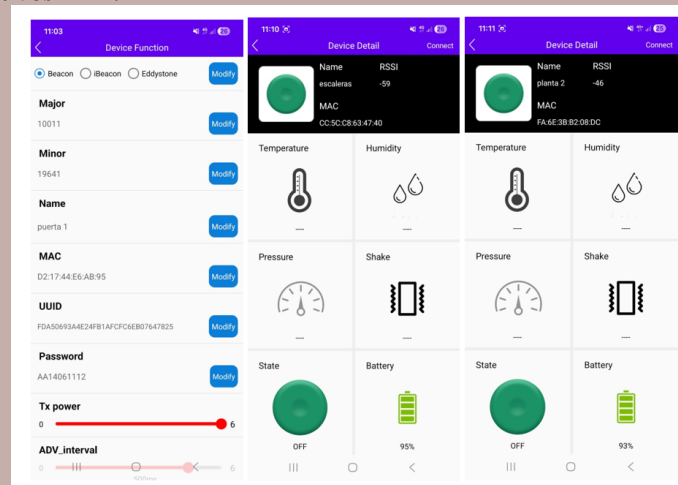 11:03
26
Device Function
Beacon
iBeacon
Eddystone
Modify
Major
10011
Modify
Minor
19641
Modify
Name
puerta 1
Modify
MAC
D2:17:44:E6:AB:95
Modify
UUID
FDA50693A4E24FB1AFCFC6EB07647825
Modify
Password
AA14061112
Modify
Tx power
0
6
ADV_interval
0
6
500ms
11:10
26
Device Detail
Connect
Name RSSI
escaleras -59
MAC
CC:5C:C8:63:47:40
Temperature Humidity
— —
Pressure Shake
— —
State Battery
OFF 95%
11:11
26
Device Detail
Connect
Name RSSI
planta 2 -46
MAC
FA:6E:3B:B2:08:DC
Temperature Humidity
— —
Pressure Shake
— —
State Battery
OFF 93%